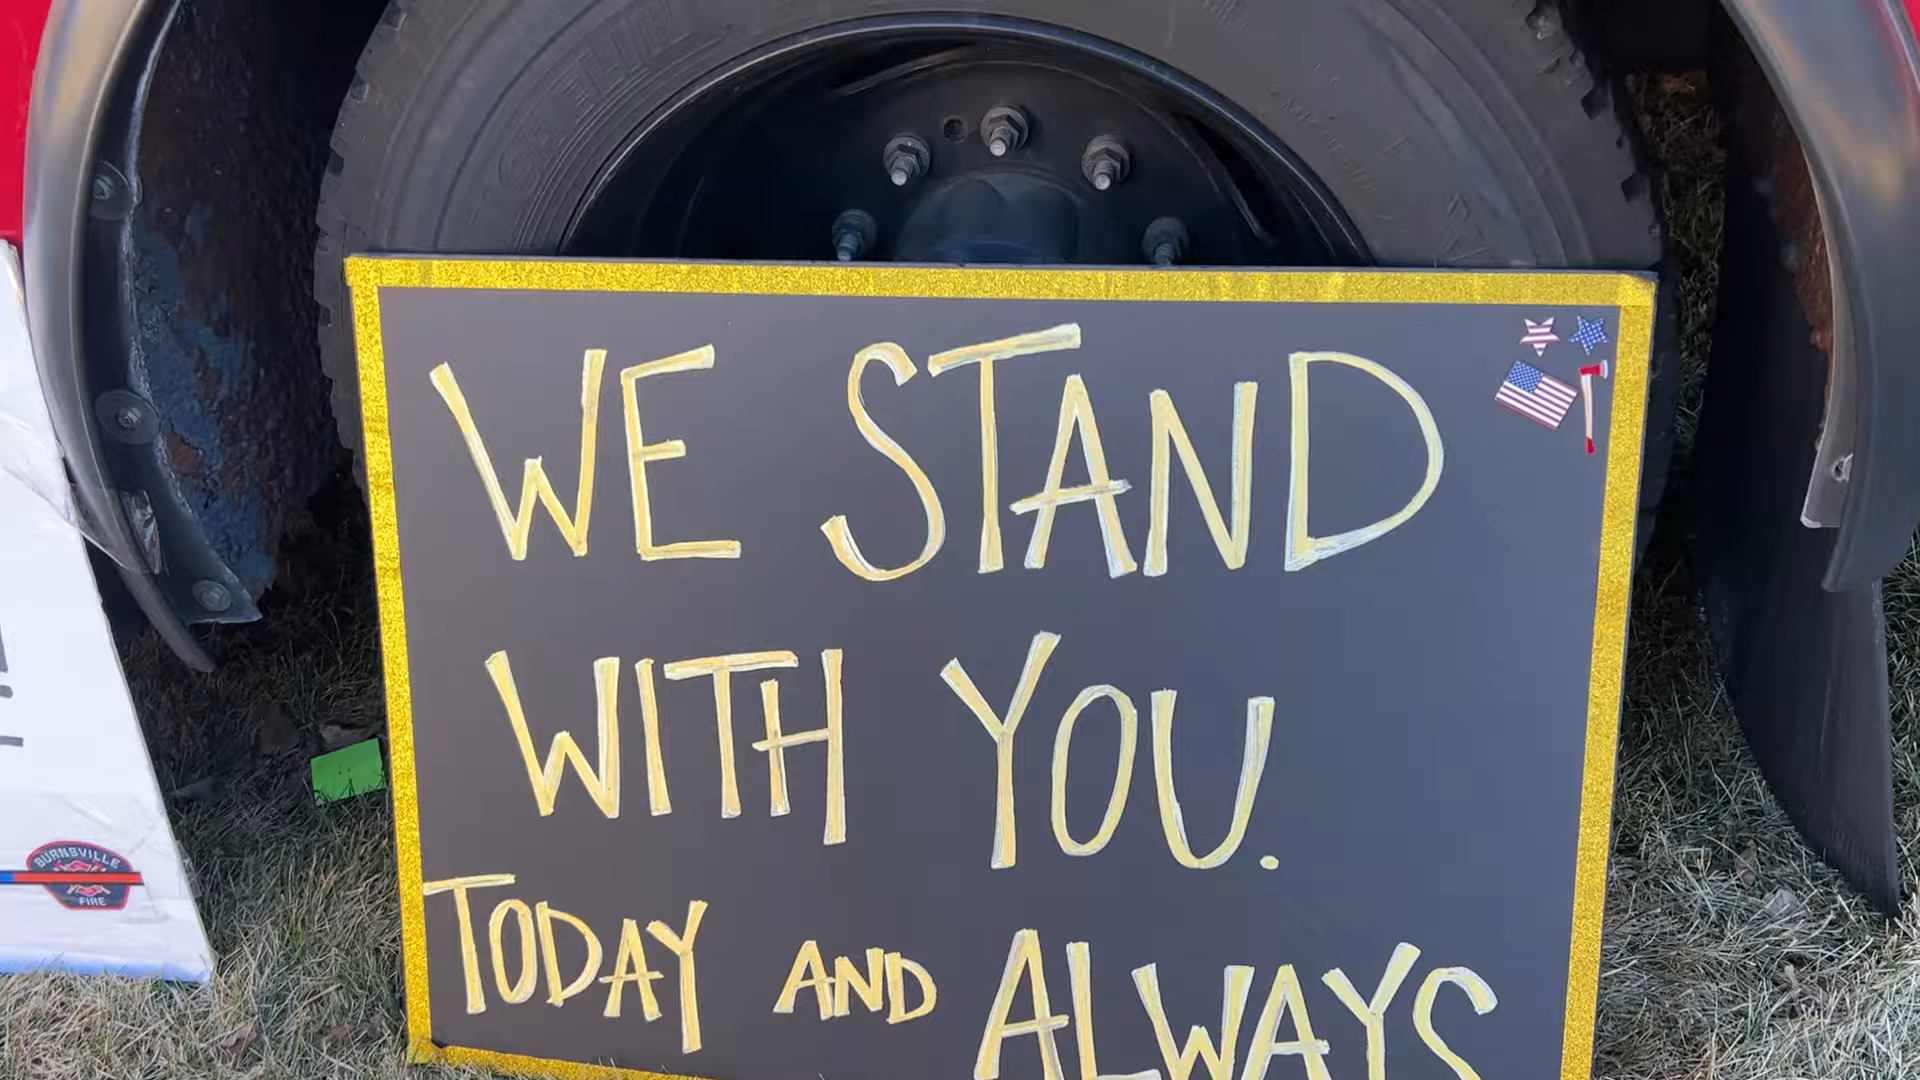 WE STAND
WITH YOU.
TODAY AND ALWAYS
BURNSVILLE
FIRE